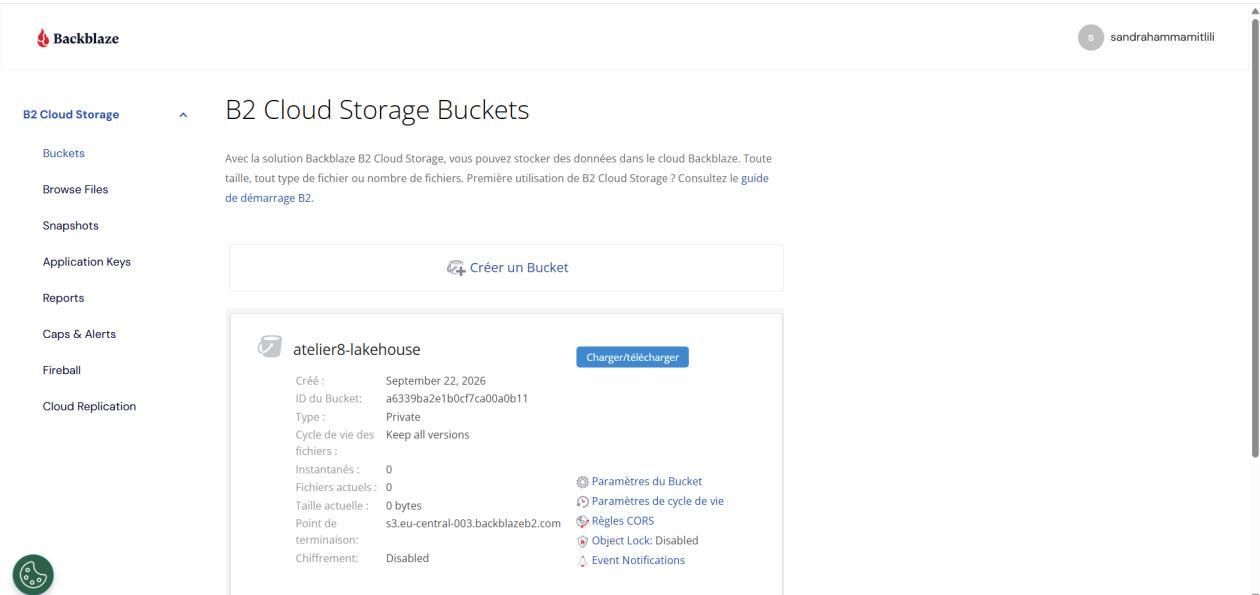 Backblaze
S
sandrahammamitlili
B2 Cloud Storage
Buckets
Browse Files
Snapshots
Application Keys
Reports
Caps & Alerts
Fireball
Cloud Replication
B2 Cloud Storage Buckets
Avec la solution Backblaze B2 Cloud Storage, vous pouvez stocker des données dans le cloud Backblaze. Toute
taille, tout type de fichier ou nombre de fichiers. Première utilisation de B2 Cloud Storage ? Consultez le guide
de démarrage B2.
Créer un Bucket
atelier8-lakehouse
Charger/télécharger
Créé : September 22, 2026
ID du Bucket: a6339ba2e1b0cf7ca00a0b11
Type : Private
Cycle de vie des Keep all versions
fichiers :
Instantanés : 0
Fichiers actuels : 0
Taille actuelle : 0 bytes
Point de s3.eu-central-003.backblazeb2.com
terminaison:
Chiffrement: Disabled
Paramètres du Bucket
Paramètres de cycle de vie
Règles CORS
Object Lock: Disabled
Event Notifications